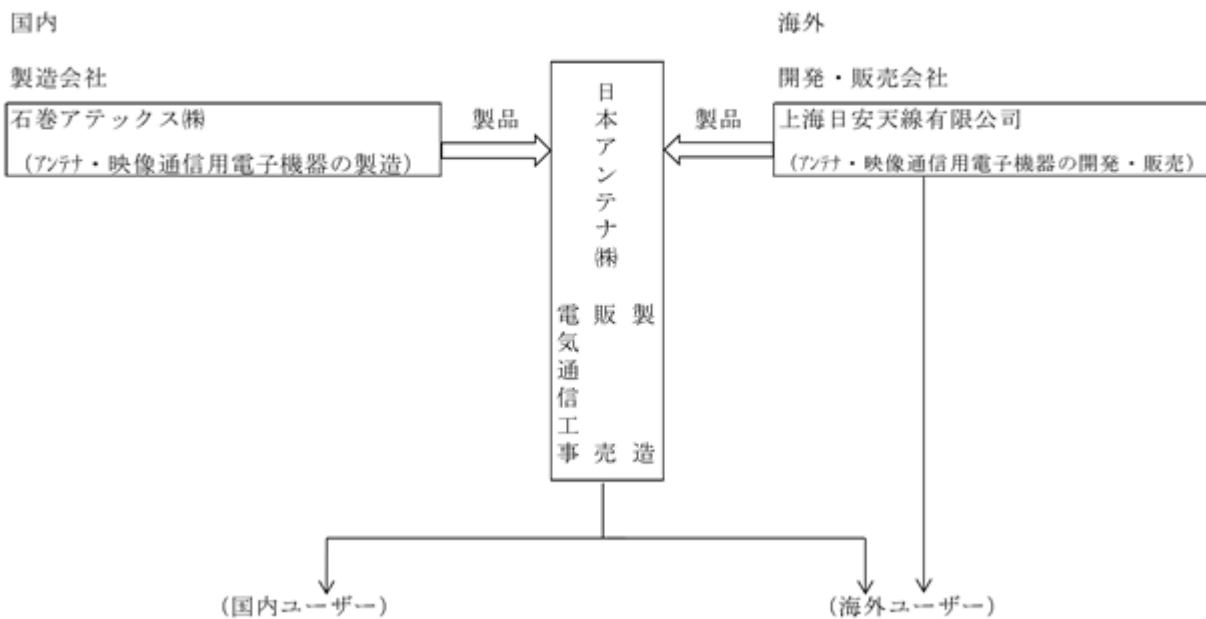 国内
製造会社
石巻アテックス㈱
(ｱﾝﾃﾅ・映像通信用電子機器の製造)
製品
日本アンテナ㈱
製造
販売
電気通信工事
製品
海外
開発・販売会社
上海日安天線有限公司
(ｱﾝﾃﾅ・映像通信用電子機器の開発・販売)
(国内ユーザー)
(海外ユーザー)